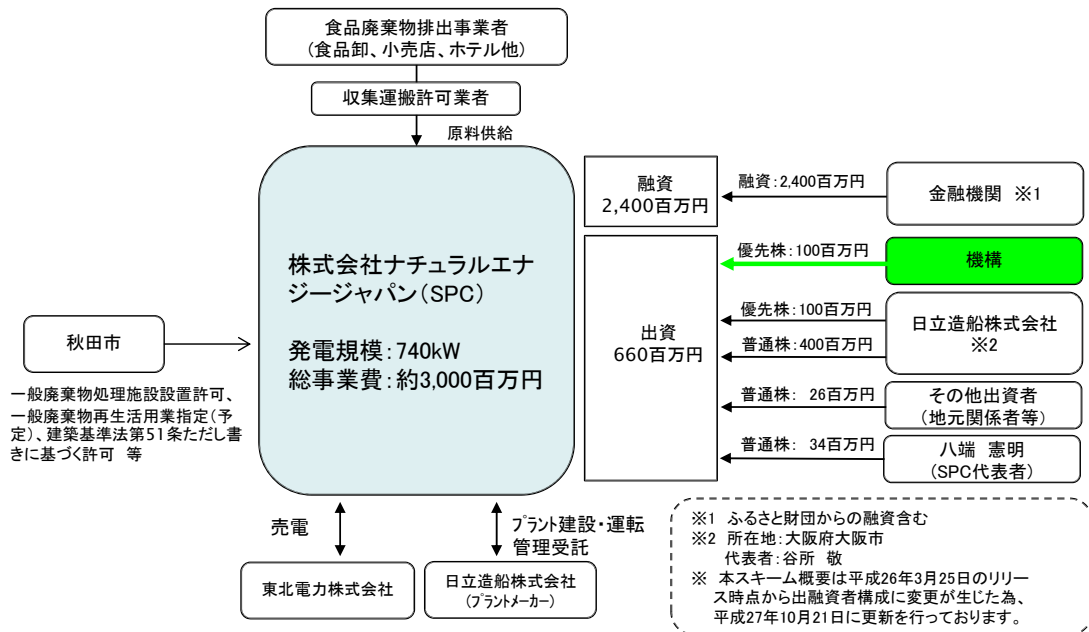 食品廃棄物排出事業者
(食品卸、小売店、ホテル他)
収集運搬許可業者
原料供給
株式会社ナチュラルエナ
ジージャパン(SPC)
発電規模:740kW
総事業費:約3,000百万円
融資
2,400百万円
融資:2,400百万円
金融機関 ※1
優先株:100百万円
機構
出資
660百万円
優先株:100百万円
普通株:400百万円
日立造船株式会社
※2
普通株: 26百万円
その他出資者
(地元関係者等)
普通株: 34百万円
八端 憲明
(SPC代表者)
秋田市
一般廃棄物処理施設設置許可、
一般廃棄物再生活用業指定(予
定)、建築基準法第51条ただし書
きに基づく許可 等
売電
プラント建設・運転
管理受託
東北電力株式会社
日立造船株式会社
(プラントメーカー)
※1 ふるさと財団からの融資含む
※2 所在地:大阪府大阪市
代表者:谷所 敬
※ 本スキーム概要は平成26年3月25日のリリー
ス時点から出融資者構成に変更が生じた為、
平成27年10月21日に更新を行っております。